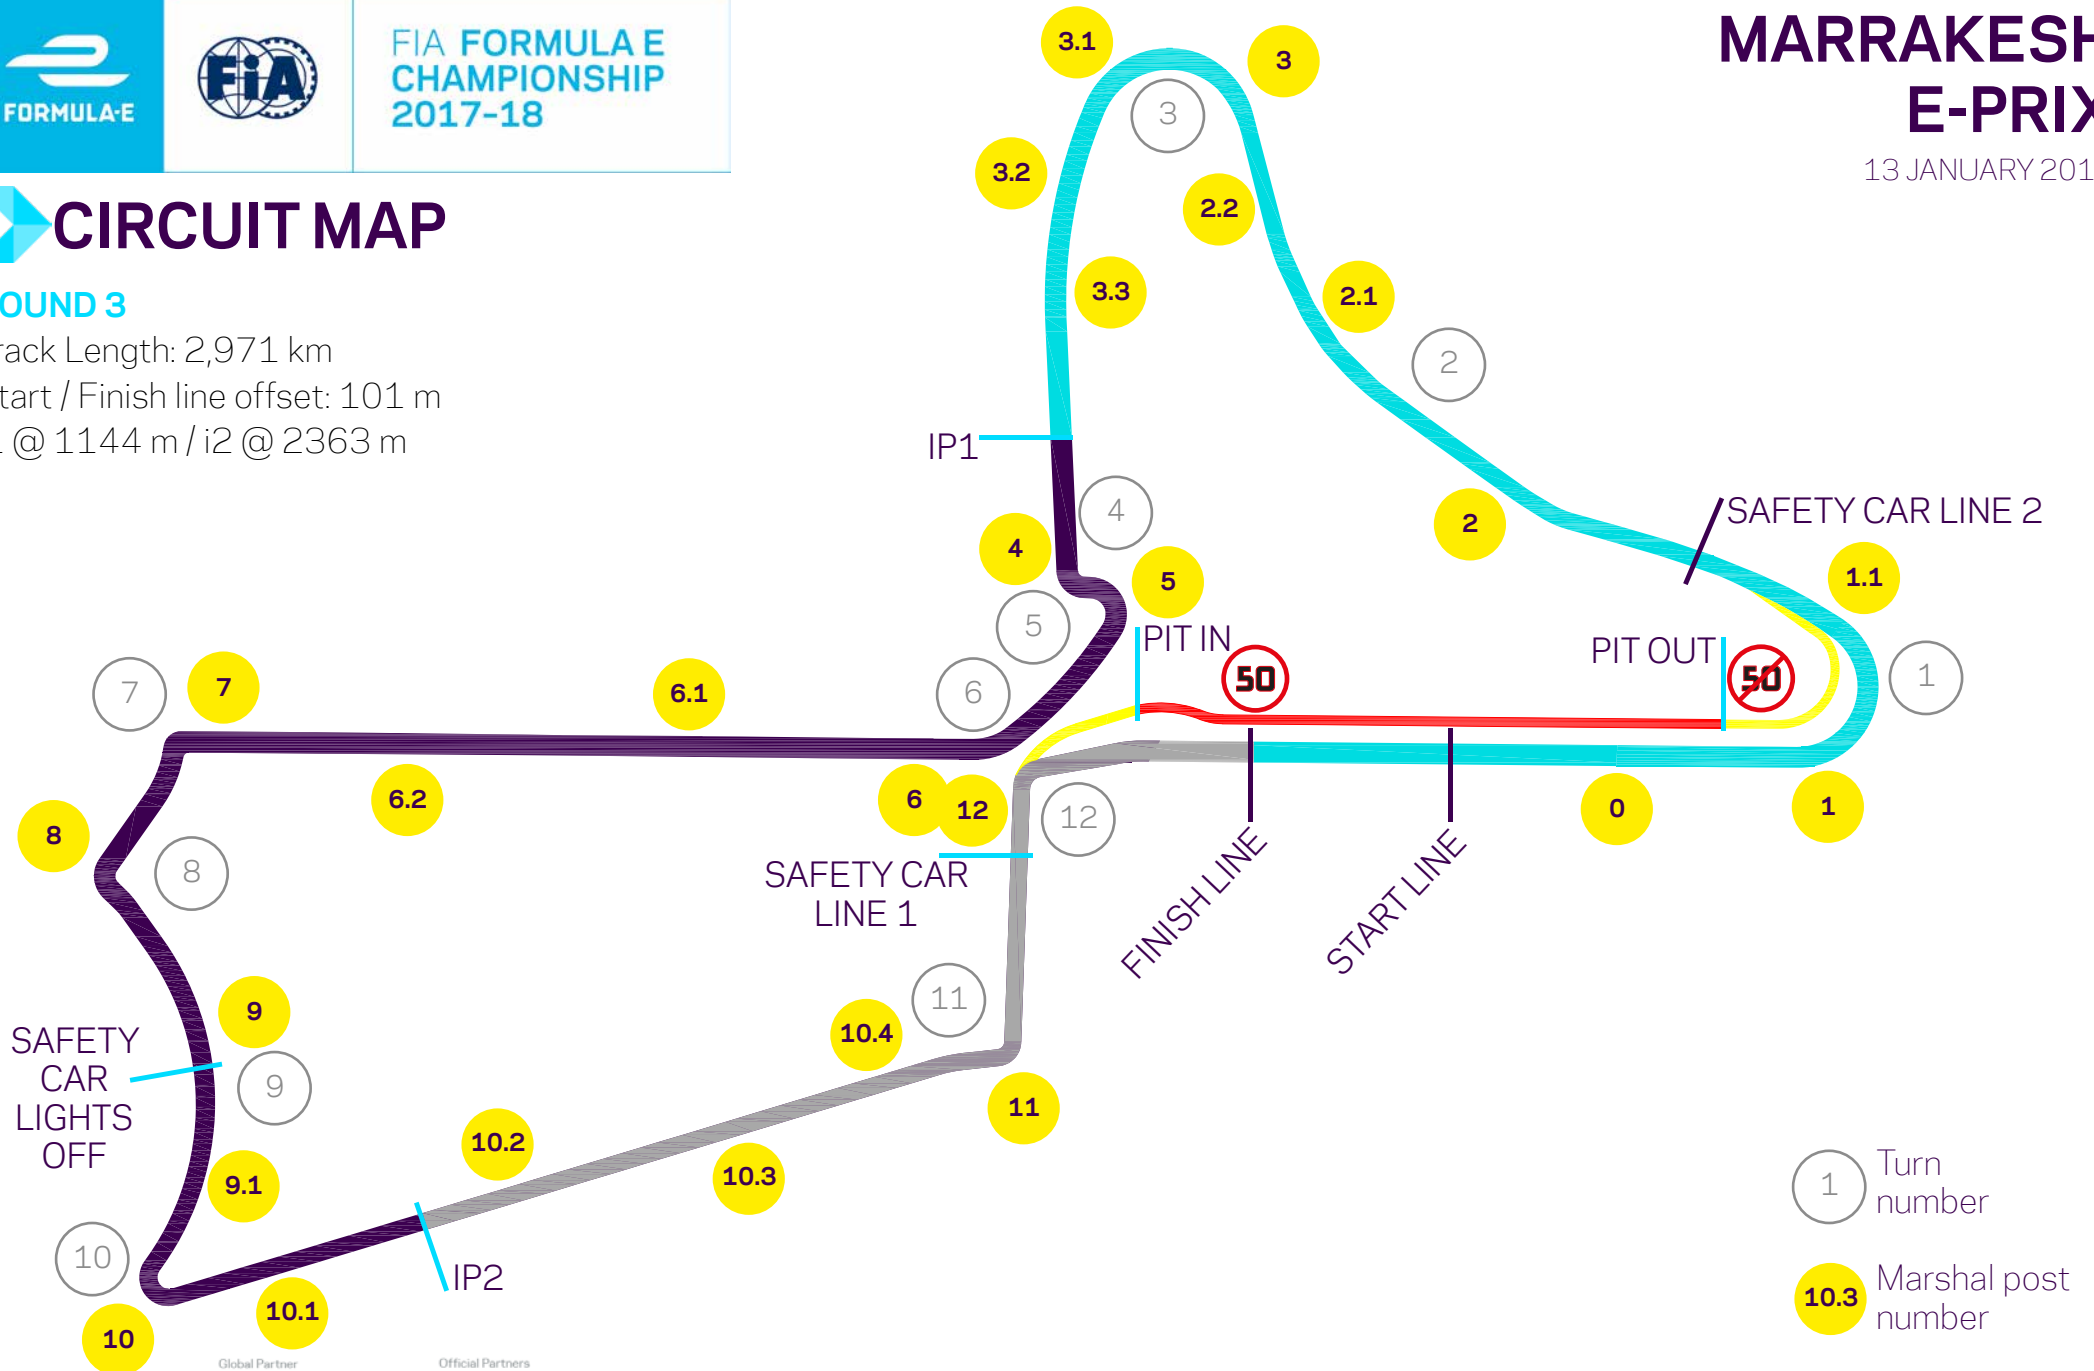 FORMULA-E
FIA
FIA FORMULA E
CHAMPIONSHIP
2017-18
MARRAKESH
E-PRIX
13 JANUARY 201
CIRCUIT MAP
OUND 3
rack Length: 2,971 km
tart / Finish line offset: 101 m
@ 1144 m / i2 @ 2363 m
3.1
3
3
3.2
2.2
3.3
2.1
2
IP1
4
2
SAFETY CAR LINE 2
4
5
1.1
5
PIT IN
PIT OUT
50
50
1
7
7
6.1
6
6.2
6
12
12
0
1
8
8
SAFETY CAR
LINE 1
FINISH LINE
START LINE
11
9
10.4
SAFETY
CAR
LIGHTS
OFF
9
11
10.2
10.3
9.1
10
IP2
10.1
10
1
Turn
number
10.3
Marshal post
number
Global Partner
Official Partners